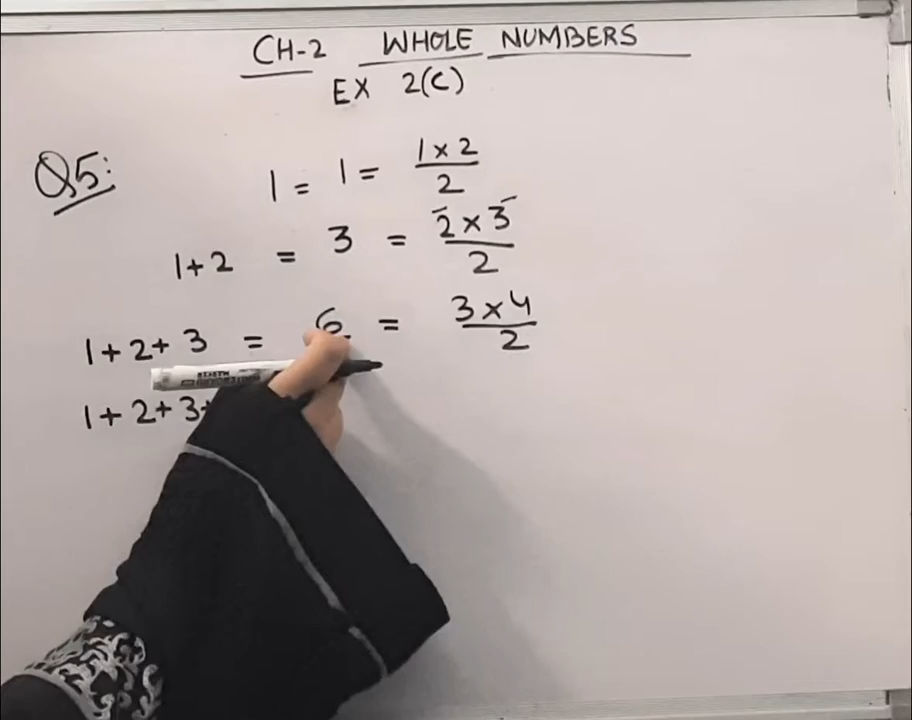 CH-2 WHOLE NUMBERS
EX 2(C)
Q5:
1 = 1 = 1 x 2 / 2
1+2 = 3 = 2 x 3 / 2
1+2+3 = 6 = 3 x 4 / 2
1+2+3+